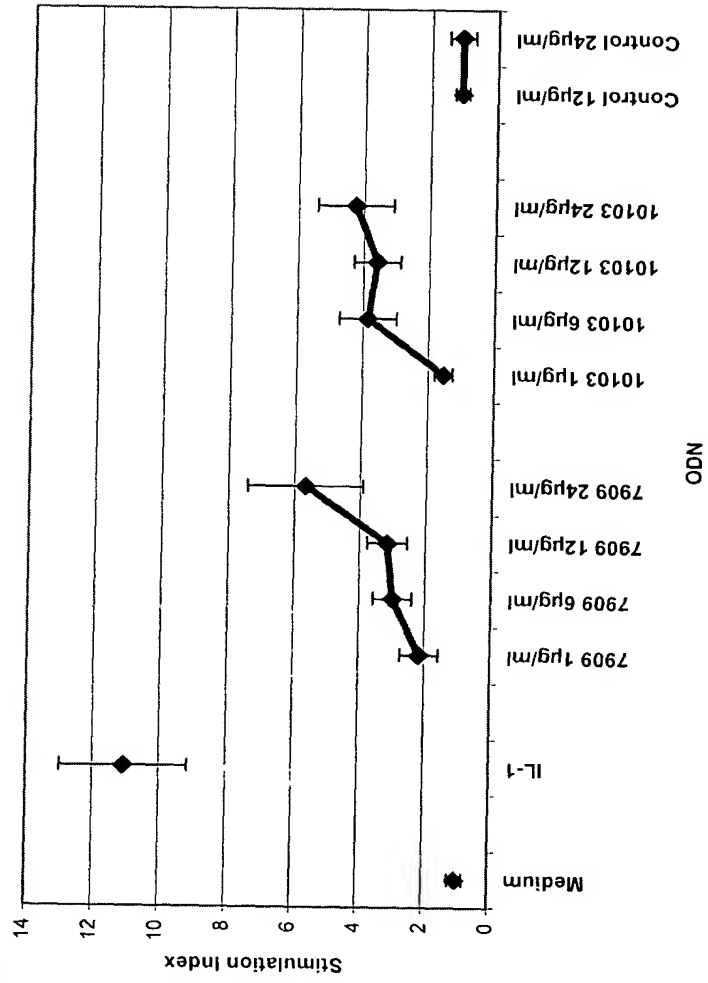 Stimulation Index
14
12
10
8
6
4
2
0
Medium
IL-1
7909 1µg/ml
7909 6µg/ml
7909 12µg/ml
7909 24µg/ml
10103 1µg/ml
10103 6µg/ml
10103 12µg/ml
10103 24µg/ml
Control 12µg/ml
Control 24µg/ml
ODN